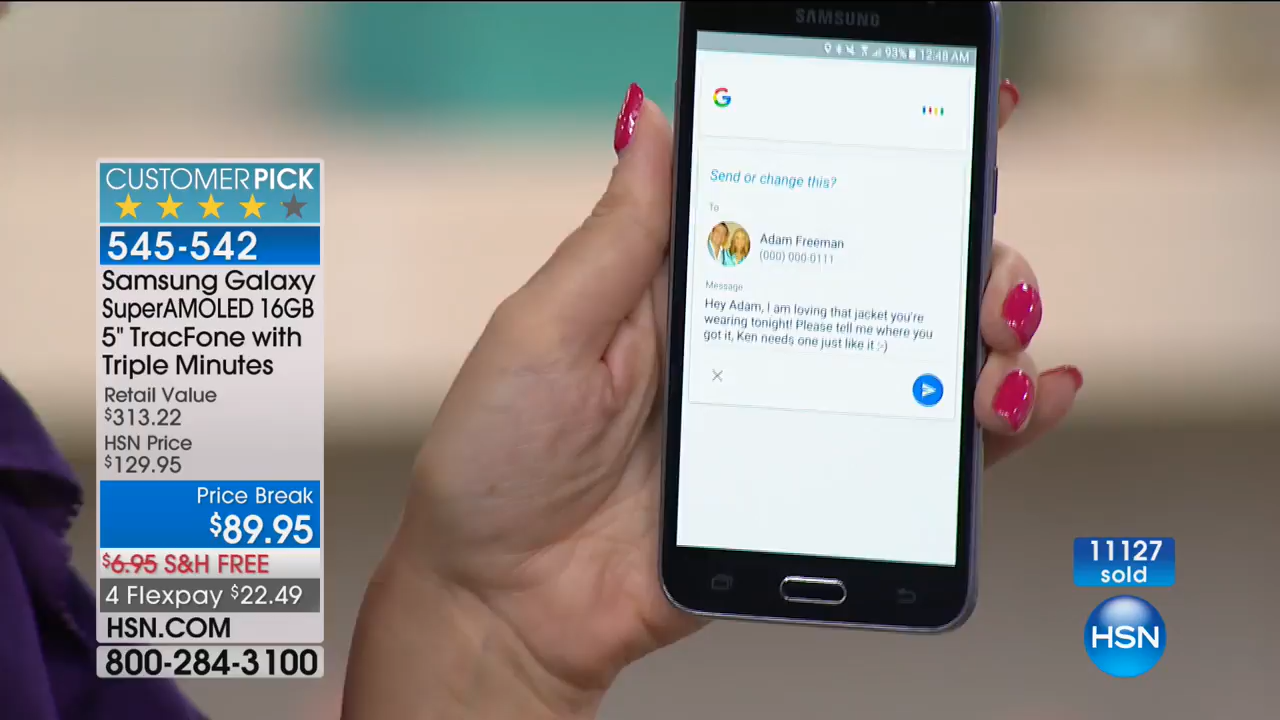 CUSTOMER PICK
545-542
Samsung Galaxy
SuperAMOLED 16GB
5" TracFone with
Triple Minutes
Retail Value
$313.22
HSN Price
$129.95
Price Break
$89.95
$6.95 S&H FREE
4 Flexpay $22.49
HSN.COM
800-284-3100
SAMSUNG
93% 12:48 AM
G
Send or change this?
To
Adam Freeman
(000) 000-0111
Message
Hey Adam, I am loving that jacket you're
wearing tonight! Please tell me where you
got it, Ken needs one just like it :-)
11127
sold
HSN